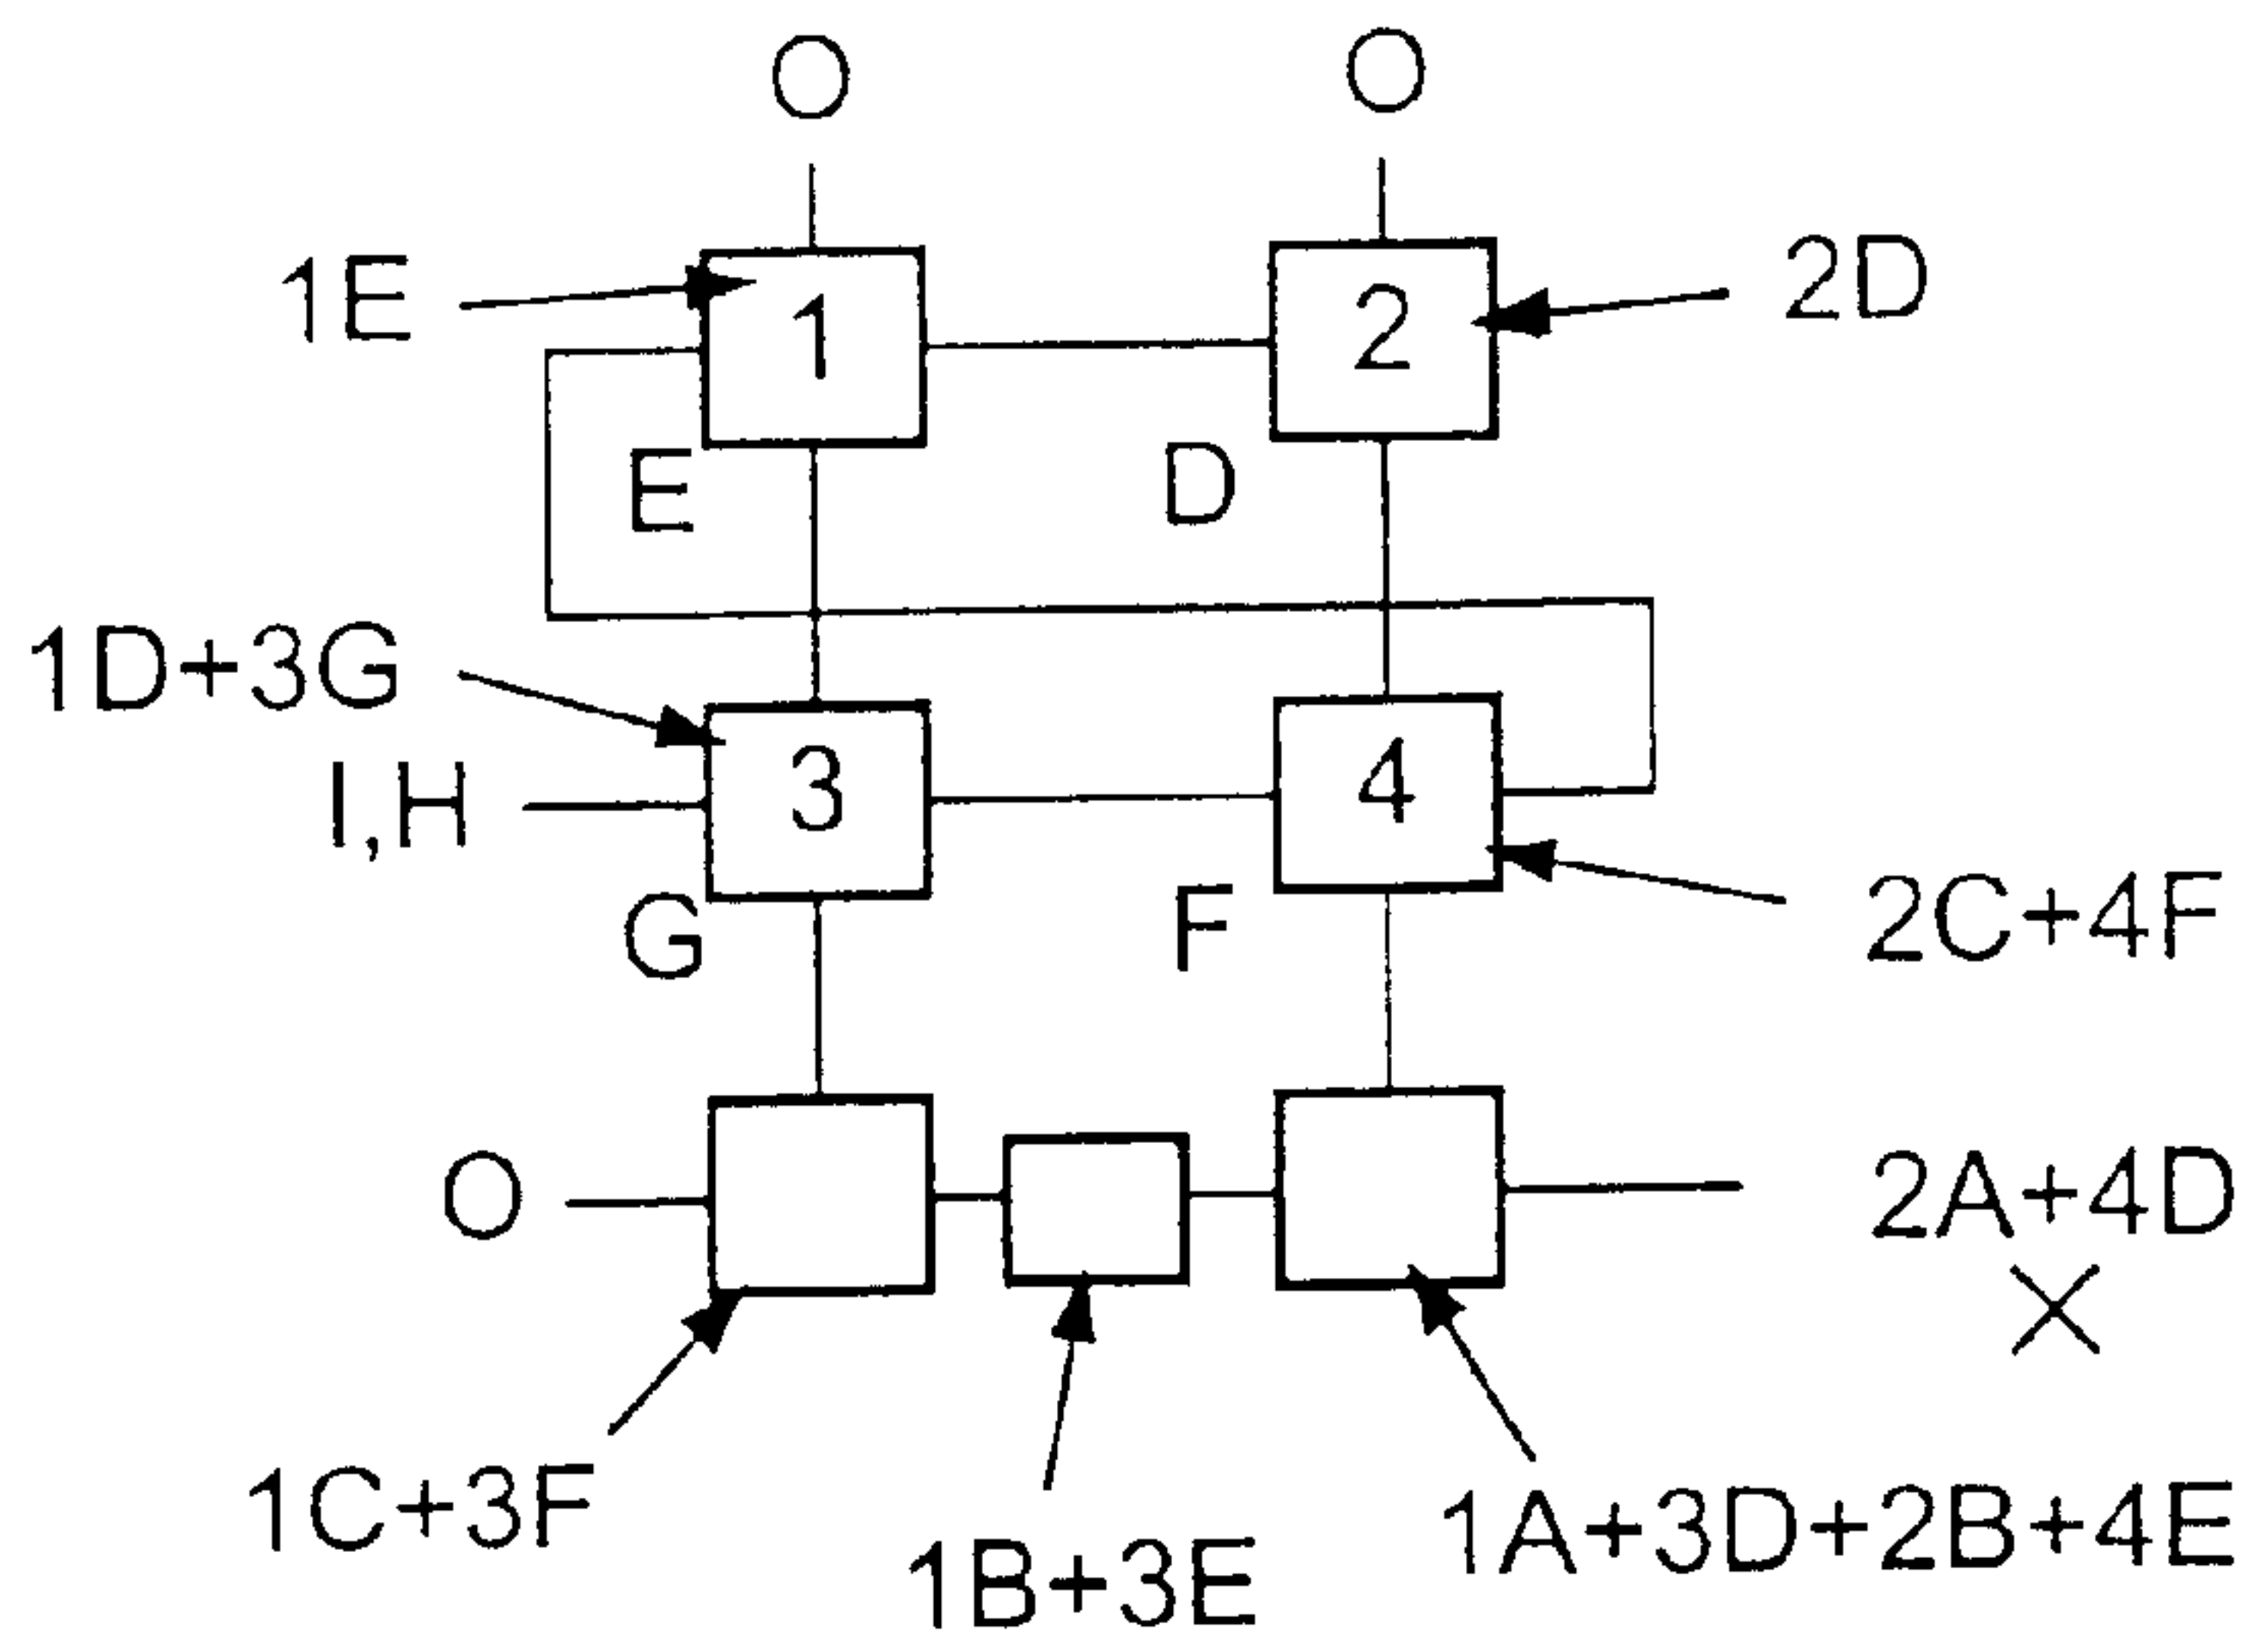 O O
1E 1 2 2D
E D
1D+3G
I,H 3 4
G F 2C+4F
O 2A+4D
X
1C+3F 1B+3E 1A+3D+2B+4E